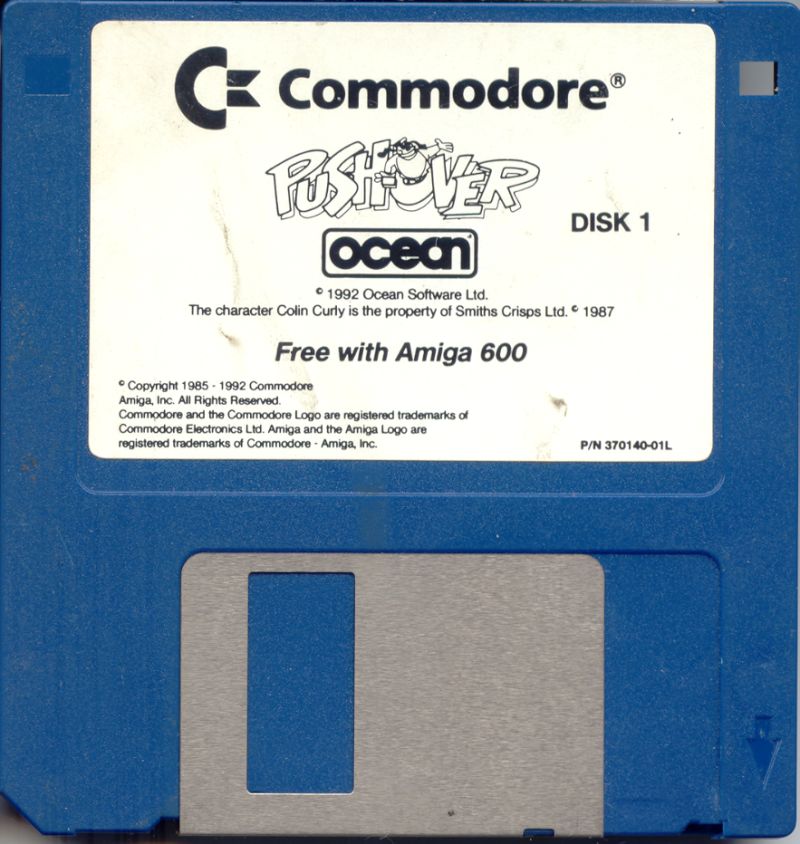 Commodore®
PUSHOVER
DISK 1
ocean
© 1992 Ocean Software Ltd.
The character Colin Curly is the property of Smiths Crisps Ltd. © 1987
Free with Amiga 600
© Copyright 1985 - 1992 Commodore
Amiga, Inc. All Rights Reserved.
Commodore and the Commodore Logo are registered trademarks of
Commodore Electronics Ltd. Amiga and the Amiga Logo are
registered trademarks of Commodore - Amiga, Inc.
P/N 370140-01L